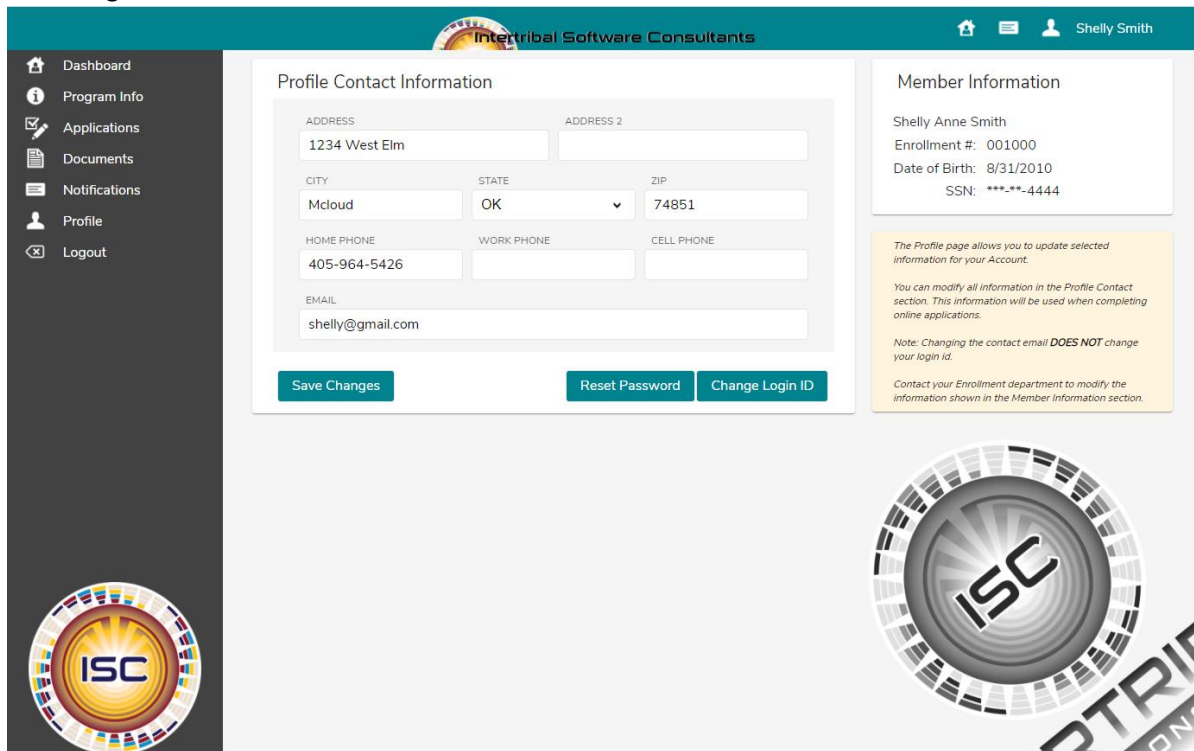 Intertribal Software Consultants
Shelly Smith
Dashboard
Program Info
Applications
Documents
Notifications
Profile
Logout
Profile Contact Information
ADDRESS ADDRESS 2
1234 West Elm
CITY STATE ZIP
Mcloud OK 74851
HOME PHONE WORK PHONE CELL PHONE
405-964-5426
EMAIL
shelly@gmail.com
Save Changes Reset Password Change Login ID
Member Information
Shelly Anne Smith
Enrollment #: 001000
Date of Birth: 8/31/2010
SSN: ***-**-4444
The Profile page allows you to update selected
information for your Account.
You can modify all information in the Profile Contact
section. This information will be used when completing
online applications.
Note: Changing the contact email DOES NOT change
your login id.
Contact your Enrollment department to modify the
information shown in the Member Information section.
ISC
ISC